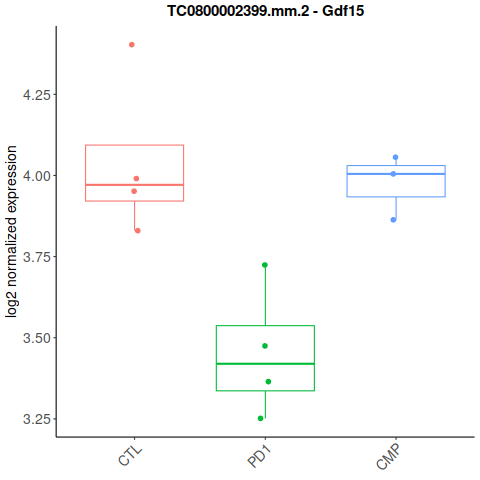 TC0800002399.mm.2 - Gdf15
log2 normalized expression
4.25
4.00
3.75
3.50
3.25
CTL
PD1
CMP